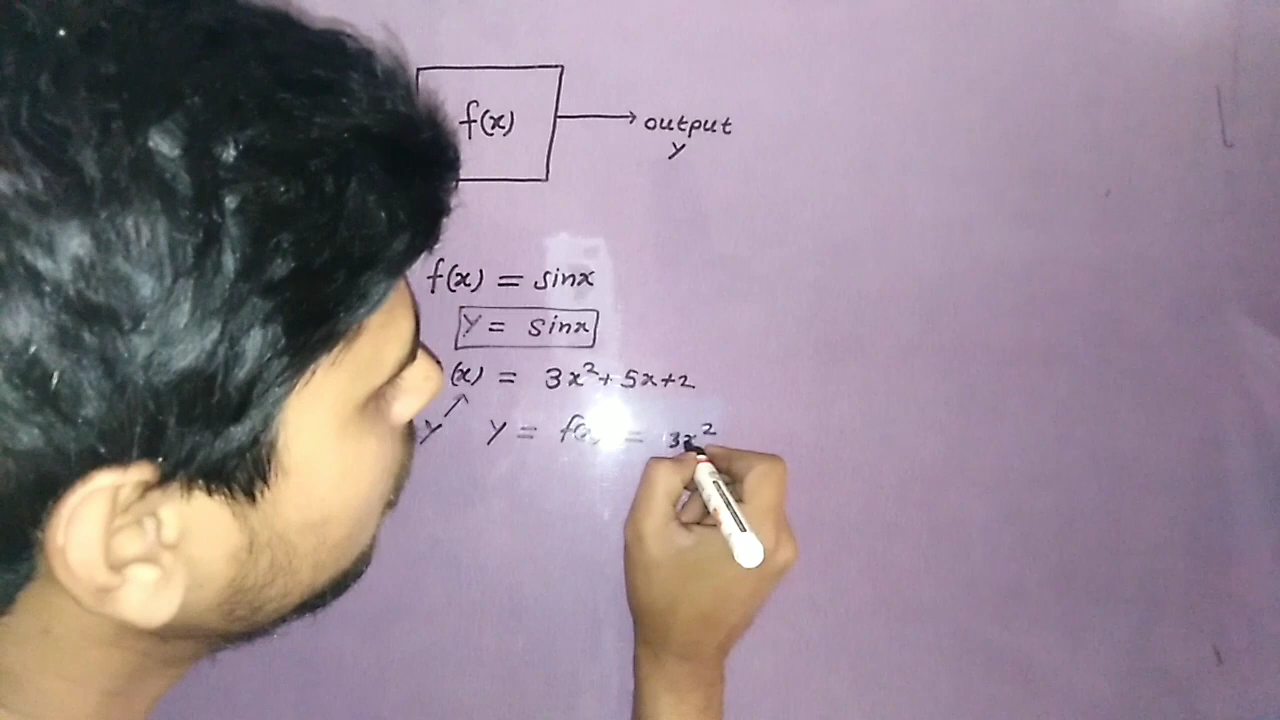 f(x) output
y
f(x) = sinx
y = sinx
(x) = 3x²+5x+2
y y = = 3x²